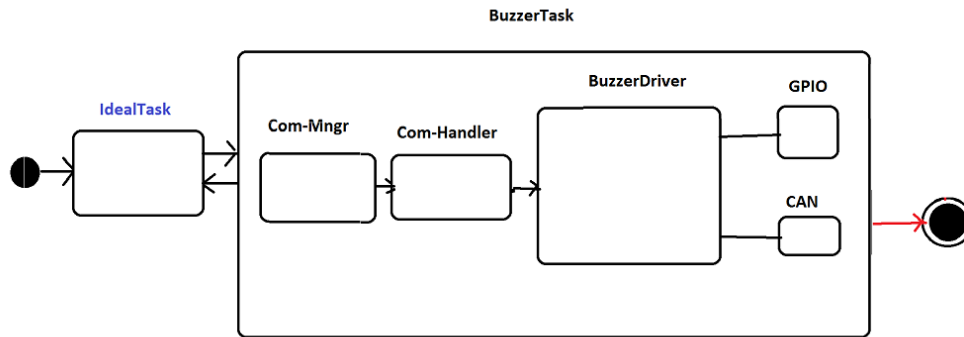 BuzzerTask
IdealTask
Com-Mngr
Com-Handler
BuzzerDriver
GPIO
CAN